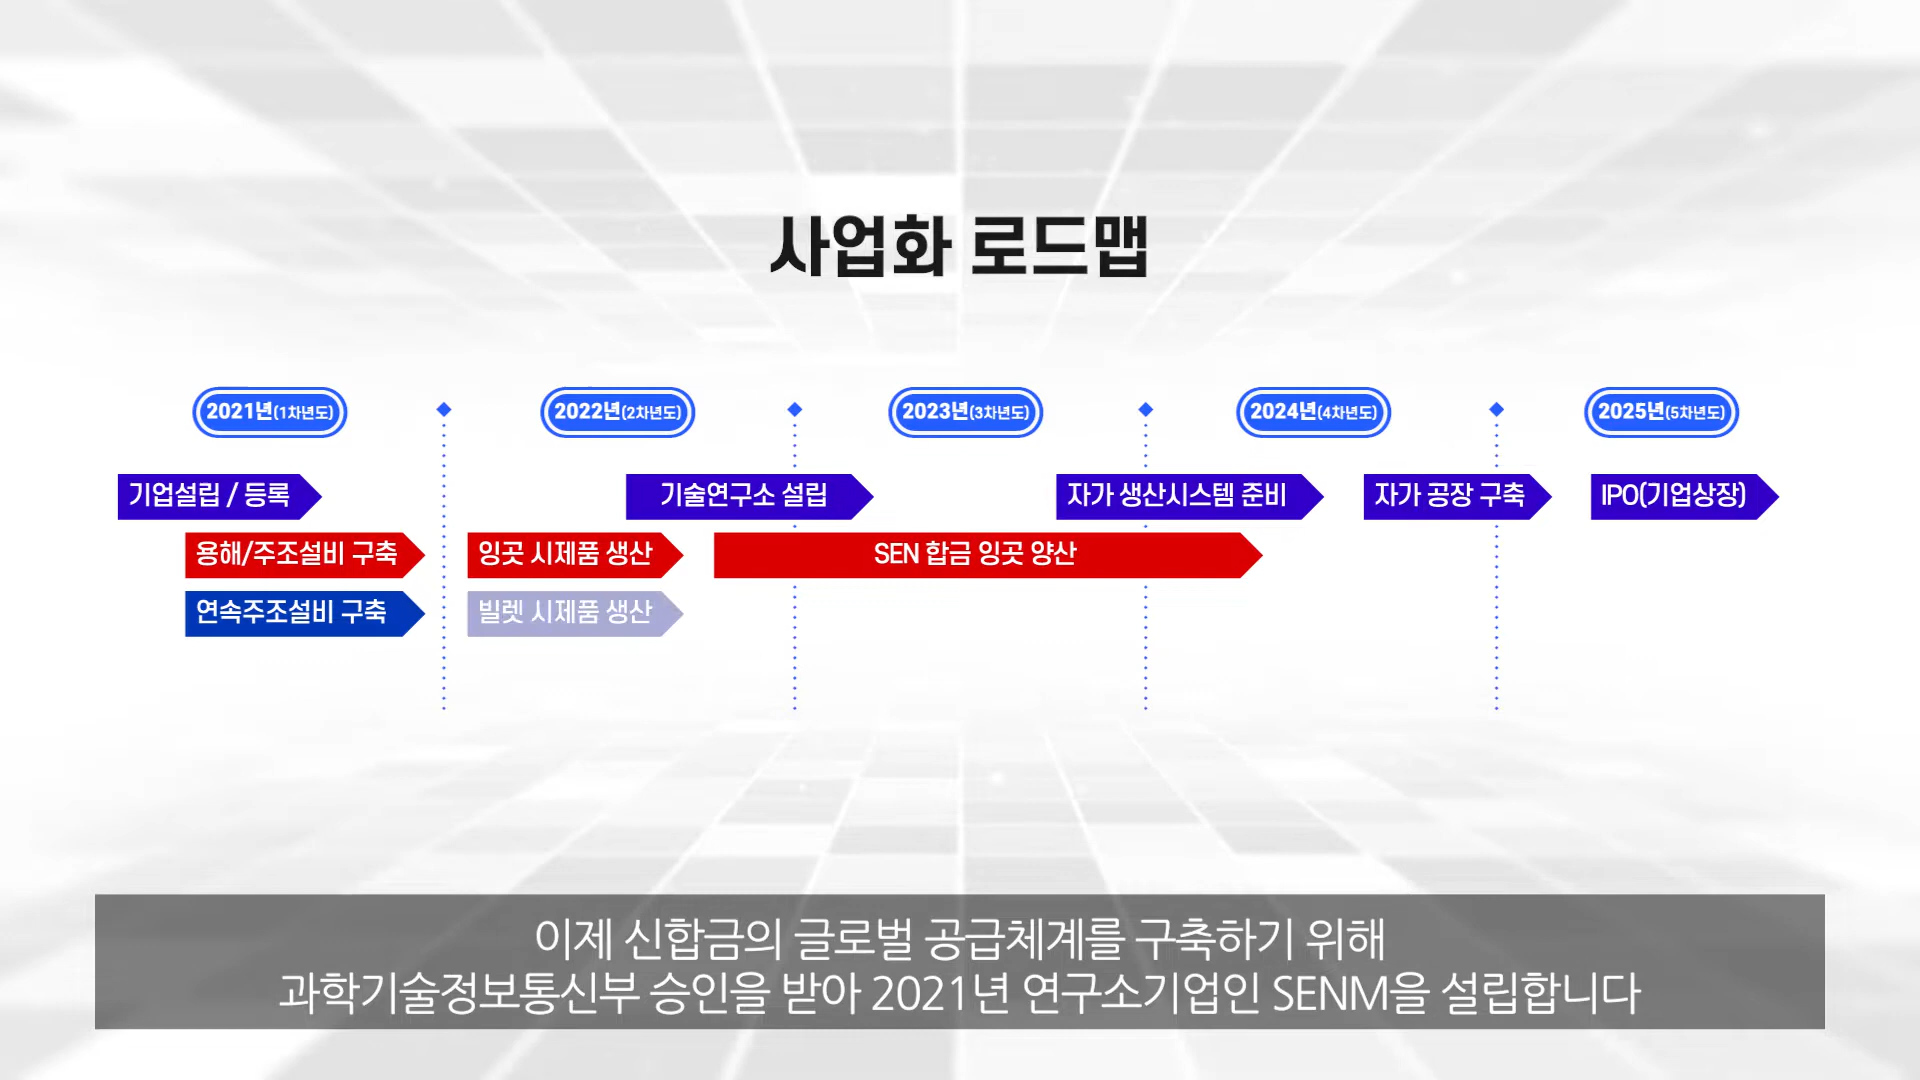 사업화 로드맵
2021년(1차년도)
2022년(2차년도)
2023년(3차년도)
2024년(4차년도)
2025년(5차년도)
기업설립 / 등록
기술연구소 설립
자가 생산시스템 준비
자가 공장 구축
IPO(기업상장)
용해/주조설비 구축
잉곳 시제품 생산
SEN 합금 잉곳 양산
연속주조설비 구축
빌렛 시제품 생산
이제 신합금의 글로벌 공급체계를 구축하기 위해
과학기술정보통신부 승인을 받아 2021년 연구소기업인 SENM을 설립합니다